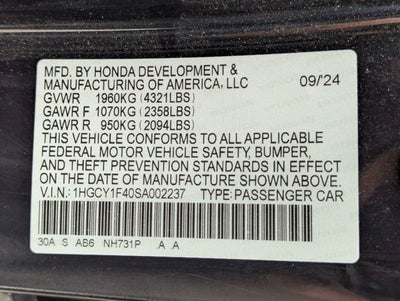 MFD. BY HONDA DEVELOPMENT &
MANUFACTURING OF AMERICA, LLC 09/'24
GVWR 1960KG (4321LBS)
GAWR F 1070KG (2358LBS)
GAWR R 950KG (2094LBS)
THIS VEHICLE CONFORMS TO ALL APPLICABLE
FEDERAL MOTOR VEHICLE SAFETY, BUMPER,
AND THEFT PREVENTION STANDARDS IN EFFECT
ON THE DATE OF MANUFACTURE SHOWN ABOVE.
V.I.N.: 1HGCY1F40SA002237 TYPE: PASSENGER CAR
30A S AB6 NH731P .A .A